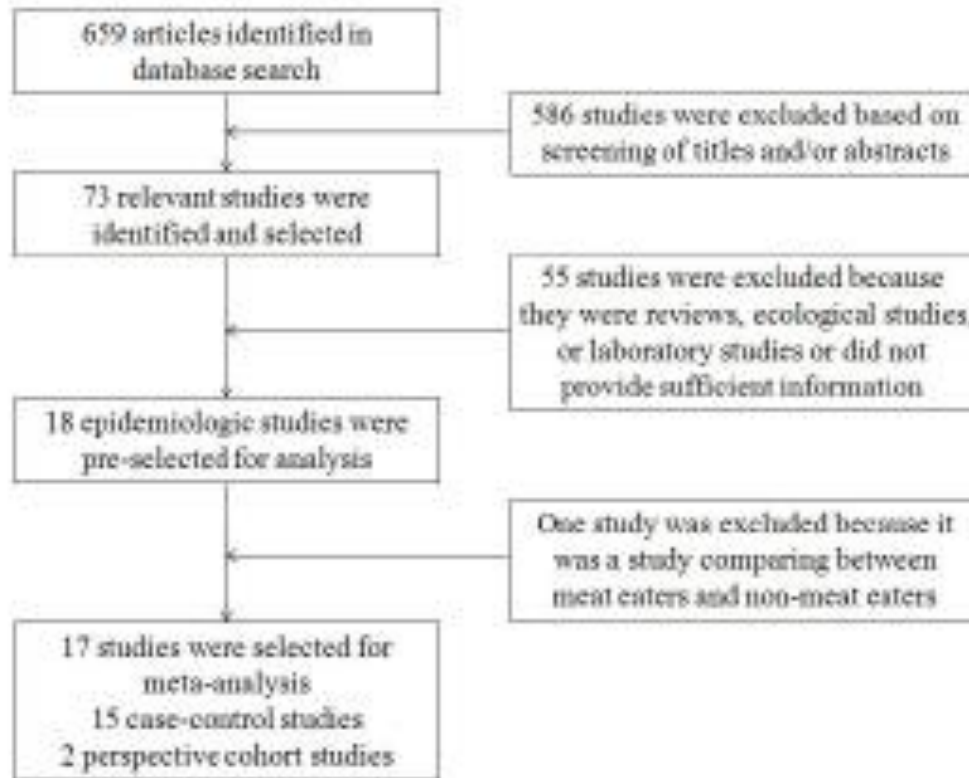 659 articles identified in
database search
586 studies were excluded based on
screening of titles and/or abstracts
73 relevant studies were
identified and selected
55 studies were excluded because
they were reviews, ecological studies,
or laboratory studies or did not
provide sufficient information
18 epidemiologic studies were
pre-selected for analysis
One study was excluded because it
was a study comparing between
meat eaters and non-meat eaters
17 studies were selected for
meta-analysis
15 case-control studies
2 perspective cohort studies